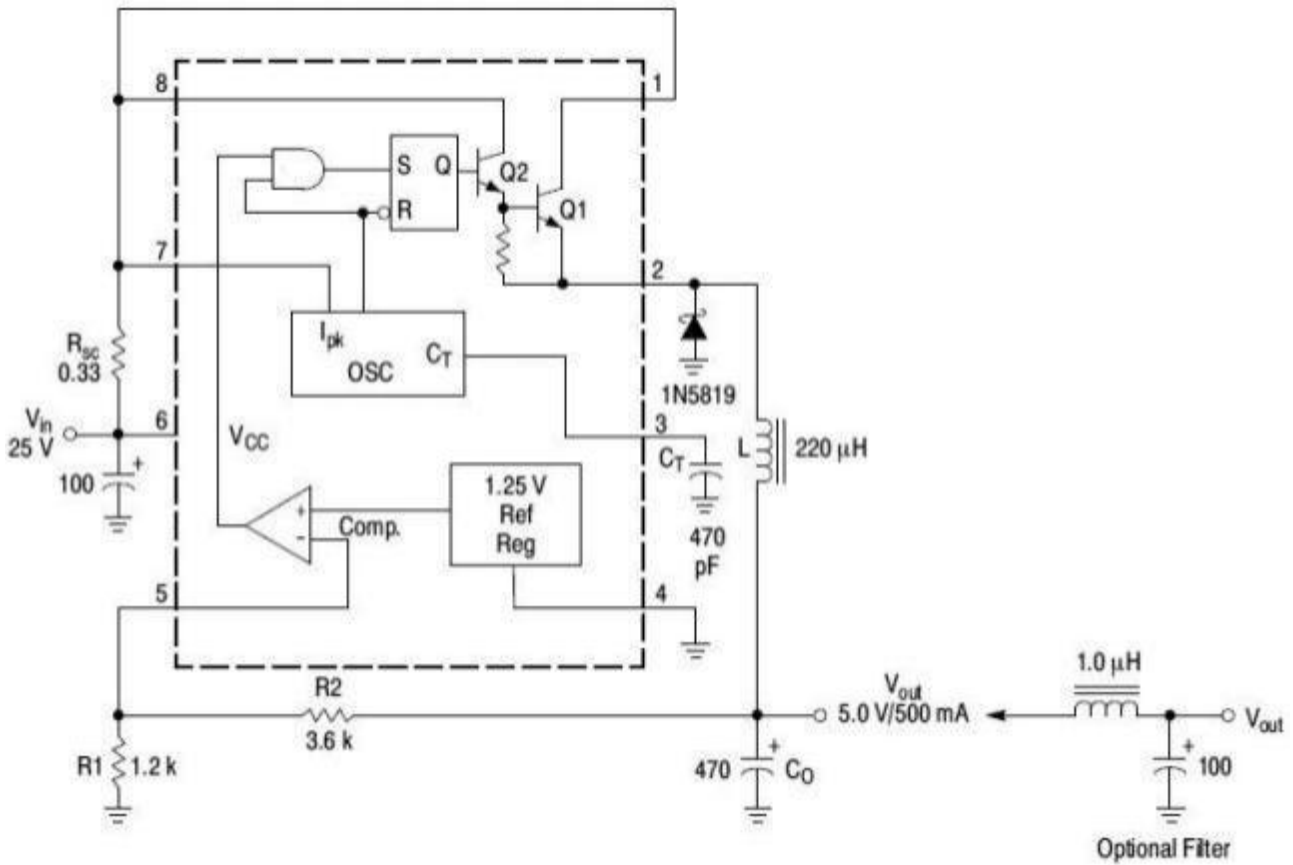 8
1
S Q
Q2
R
Q1
7
2
Rsc
0.33
Ipk
CT
OSC
1N5819
Vin
25 V
6
VCC
3
CT
L
220 µH
100
+
+
-
Comp.
1.25 V
Ref
Reg
470
pF
5
4
R2
3.6 k
R1
1.2 k
Vout
5.0 V/500 mA
1.0 µH
Vout
470
+
CO
+
100
Optional Filter